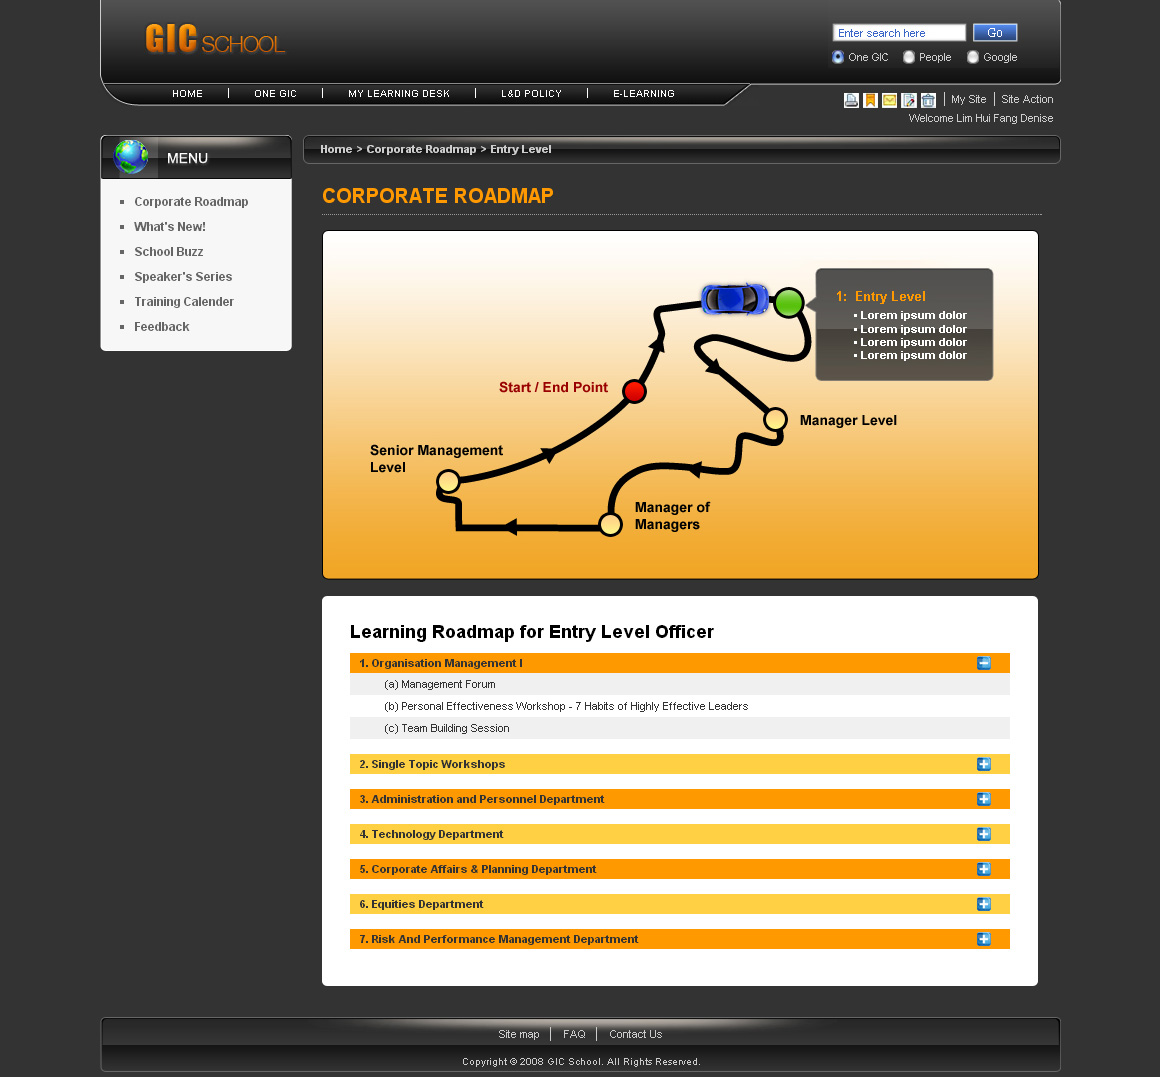 GIC SCHOOL
Enter search here
Go
One GIC
People
Google
HOME
ONE GIC
MY LEARNING DESK
L&D POLICY
E-LEARNING
My Site
Site Action
Welcome Lim Hui Fang Denise
MENU
Corporate Roadmap
What's New!
School Buzz
Speaker's Series
Training Calender
Feedback
Home > Corporate Roadmap > Entry Level
CORPORATE ROADMAP
1: Entry Level
• Lorem ipsum dolor
• Lorem ipsum dolor
• Lorem ipsum dolor
• Lorem ipsum dolor
Start / End Point
Manager Level
Senior Management
Level
Manager of
Managers
Learning Roadmap for Entry Level Officer
1. Organisation Management I
(a) Management Forum
(b) Personal Effectiveness Workshop - 7 Habits of Highly Effective Leaders
(c) Team Building Session
2. Single Topic Workshops
3. Administration and Personnel Department
4. Technology Department
5. Corporate Affairs & Planning Department
6. Equities Department
7. Risk And Performance Management Department
Site map
FAQ
Contact Us
Copyright © 2008 GIC School. All Rights Reserved.